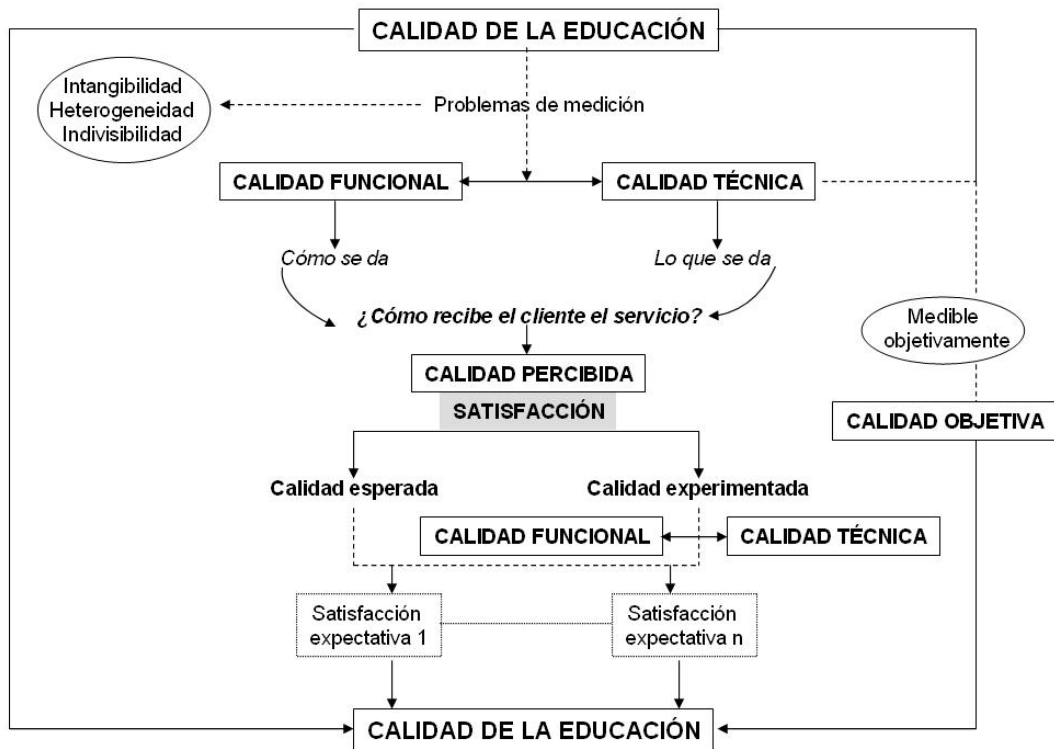 CALIDAD DE LA EDUCACIÓN
Intangibilidad
Heterogeneidad
Indivisibilidad
Problemas de medición
CALIDAD FUNCIONAL
CALIDAD TÉCNICA
Cómo se da
Lo que se da
¿Cómo recibe el cliente el servicio?
Medible
objetivamente
CALIDAD PERCIBIDA
SATISFACCIÓN
CALIDAD OBJETIVA
Calidad esperada
Calidad experimentada
CALIDAD FUNCIONAL
CALIDAD TÉCNICA
Satisfacción
expectativa 1
Satisfacción
expectativa n
CALIDAD DE LA EDUCACIÓN